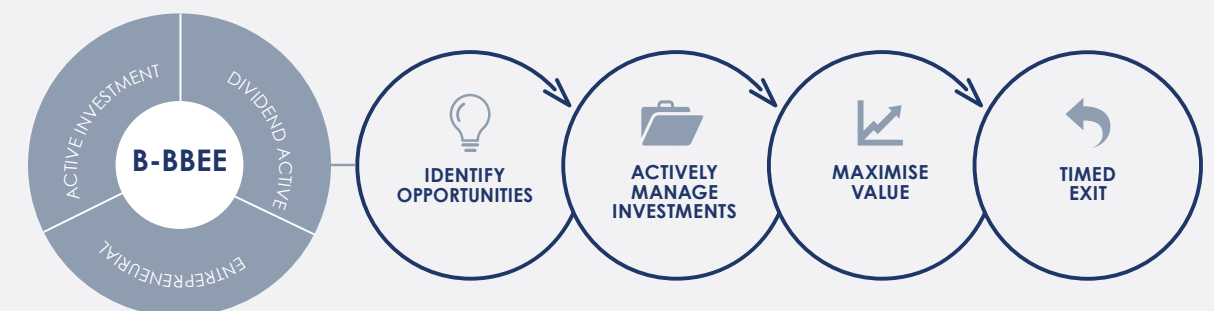 ACTIVE INVESTMENT
DIVIDEND ACTIVE
ENTREPRENEURIAL
B-BBEE
IDENTIFY
OPPORTUNITIES
ACTIVELY
MANAGE
INVESTMENTS
MAXIMISE
VALUE
TIMED
EXIT